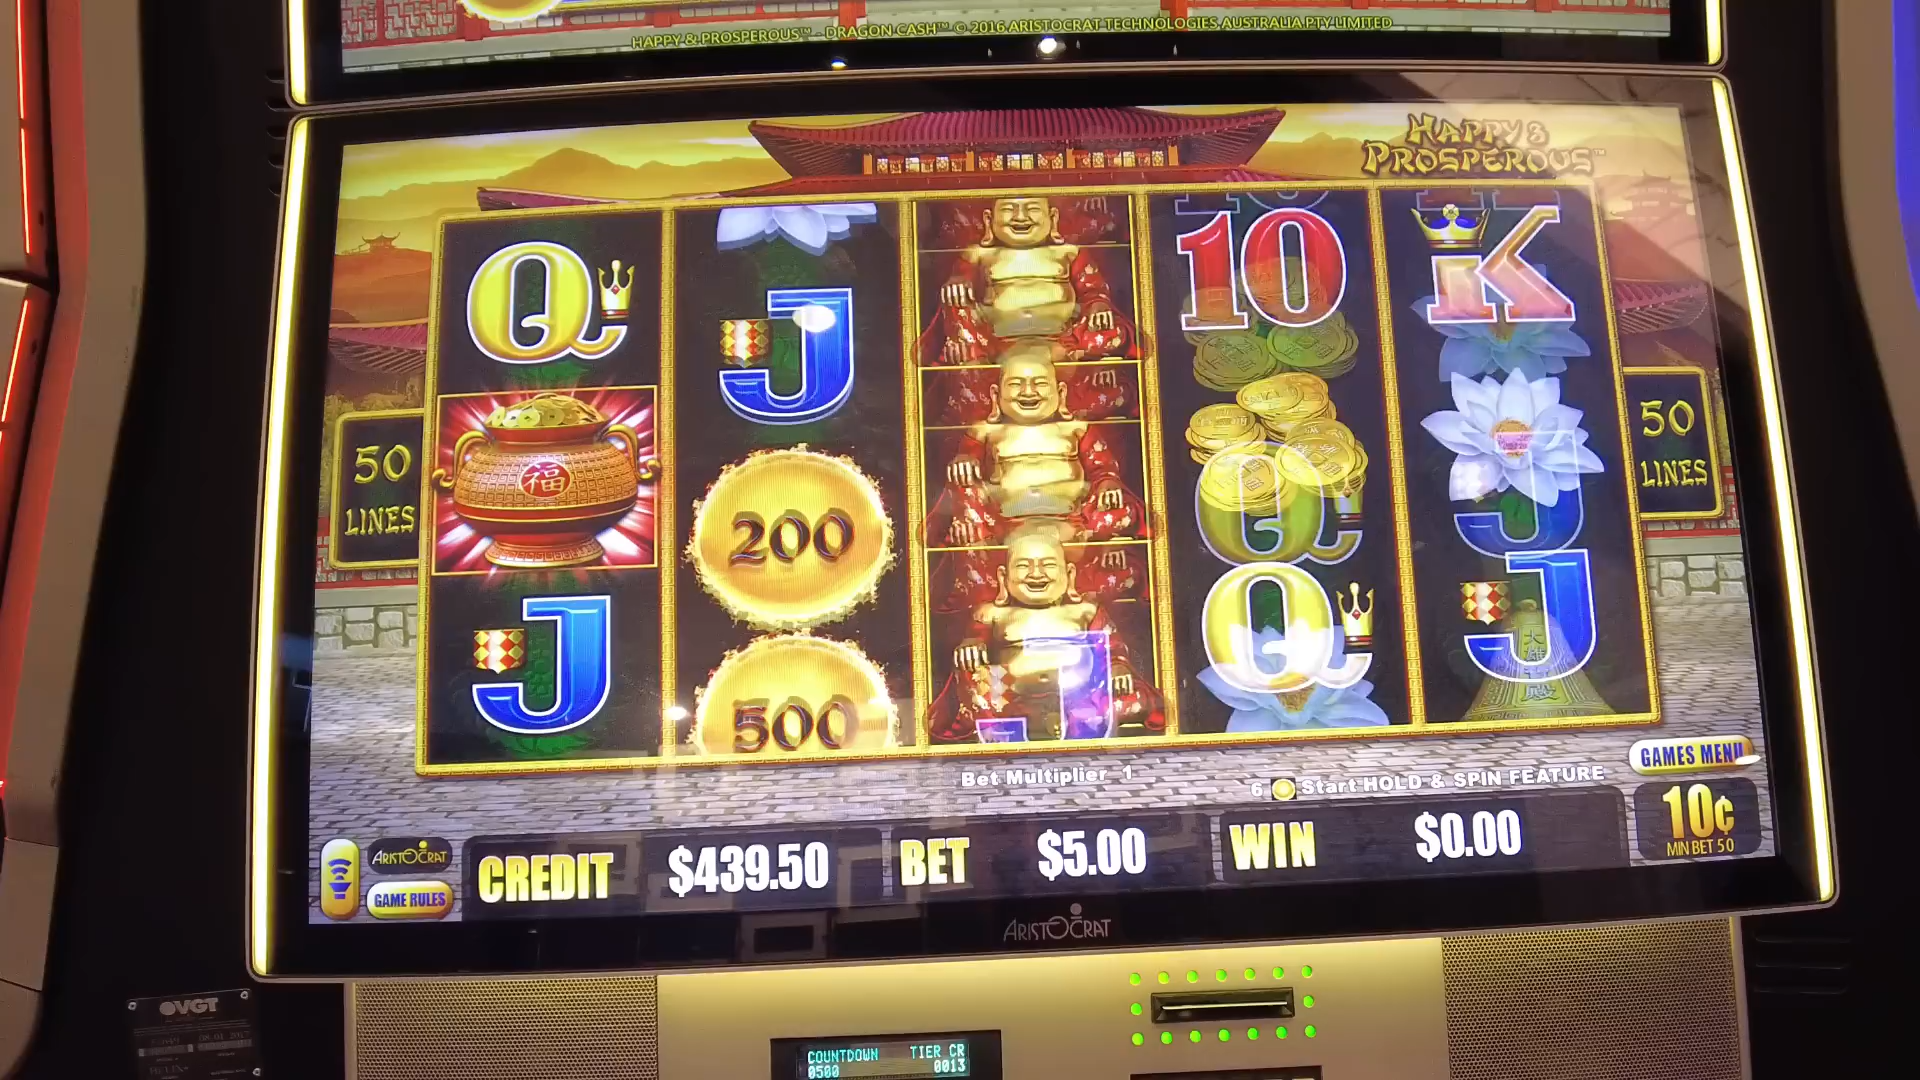 HAPPY & PROSPEROUS™ - DRAGON CASH™ © 2016 ARISTOCRAT TECHNOLOGIES AUSTRALIA PTY LIMITED
HAPPY &
PROSPEROUS™
Q
J
10
K
50
LINES
福
200
50
LINES
J
500
J
Q
J
Bet Multiplier 1
6 Start HOLD & SPIN FEATURE
GAMES MENU
ARISTOCRAT
GAME RULES
CREDIT $439.50
BET $5.00
WIN $0.00
10¢
MIN BET 50
ARISTOCRAT
VGT
COUNTDOWN TIER CR
0500 0013